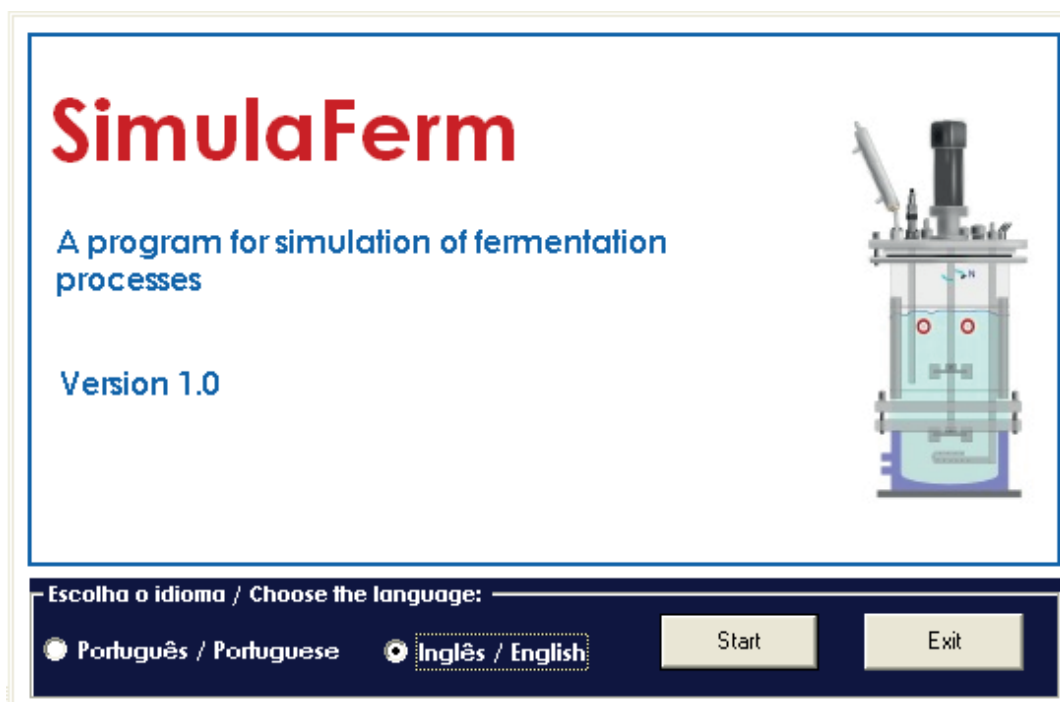 SimulaFerm
A program for simulation of fermentation
processes
N
Version 1.0
Escolha o idioma / Choose the language:
Português / Portuguese
Inglês / English
Start
Exit